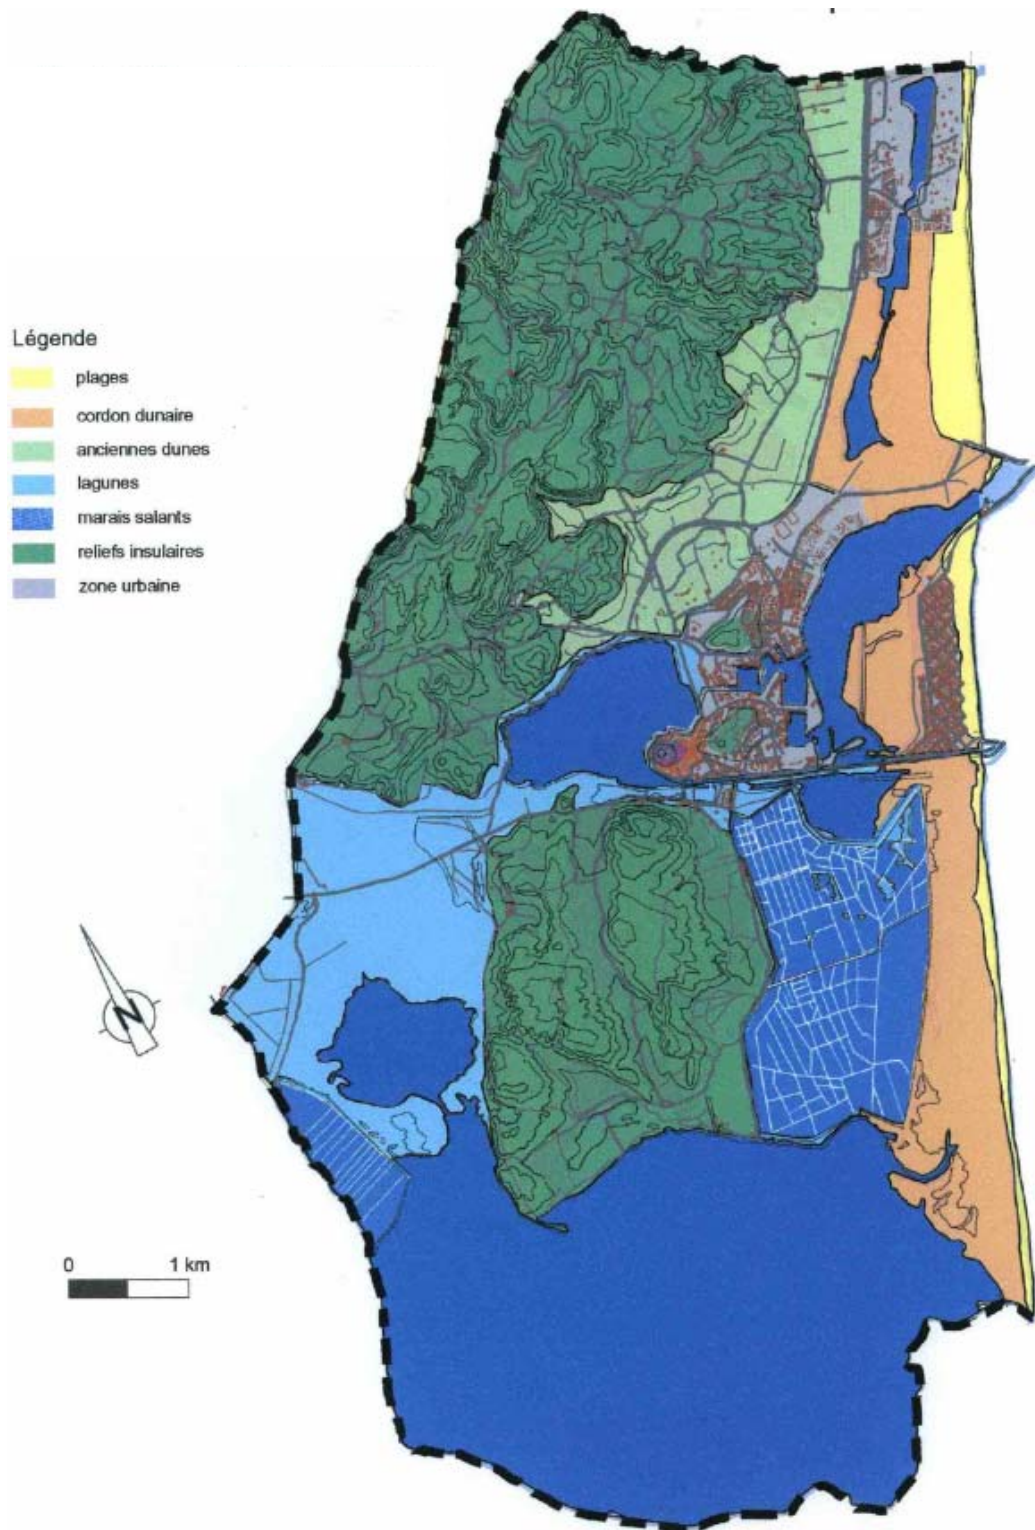 Légende
plages
cordon dunaire
anciennes dunes
lagunes
marais salants
reliefs insulaires
zone urbaine
N
0 1 km